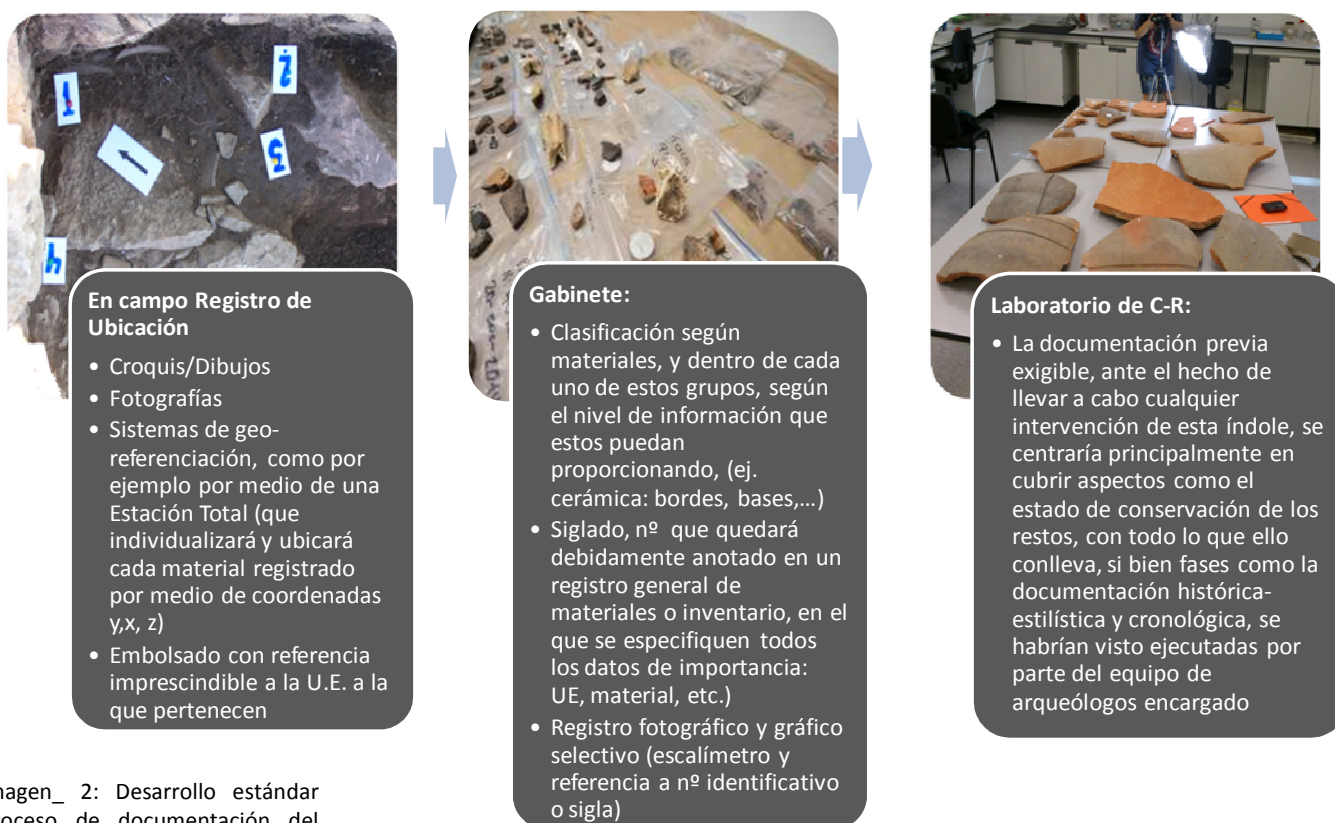 1
2
3
4
En campo Registro de
Ubicación
• Croquis/Dibujos
• Fotografías
• Sistemas de geo-
referenciación, como por
ejemplo por medio de una
Estación Total (que
individualizará y ubicará
cada material registrado
por medio de coordenadas
y,x, z)
• Embolsado con referencia
imprescindible a la U.E. a la
que pertenecen
Gabinete:
• Clasificación según
materiales, y dentro de cada
uno de estos grupos, según
el nivel de información que
estos puedan
proporcionando, (ej.
cerámica: bordes, bases,...)
• Siglado, nº que quedará
debidamente anotado en un
registro general de
materiales o inventario, en el
que se especifiquen todos
los datos de importancia:
UE, material, etc.)
• Registro fotográfico y gráfico
selectivo (escalímetro y
referencia a nº identificativo
o sigla)
Laboratorio de C-R:
• La documentación previa
exigible, ante el hecho de
llevar a cabo cualquier
intervención de esta índole, se
centraría principalmente en
cubrir aspectos como el
estado de conservación de los
restos, con todo lo que ello
conlleva, si bien fases como la
documentación histórica-
estilística y cronológica, se
habrían visto ejecutadas por
parte del equipo de
arqueólogos encargado
magen_ 2: Desarrollo estándar
roceso de documentación del